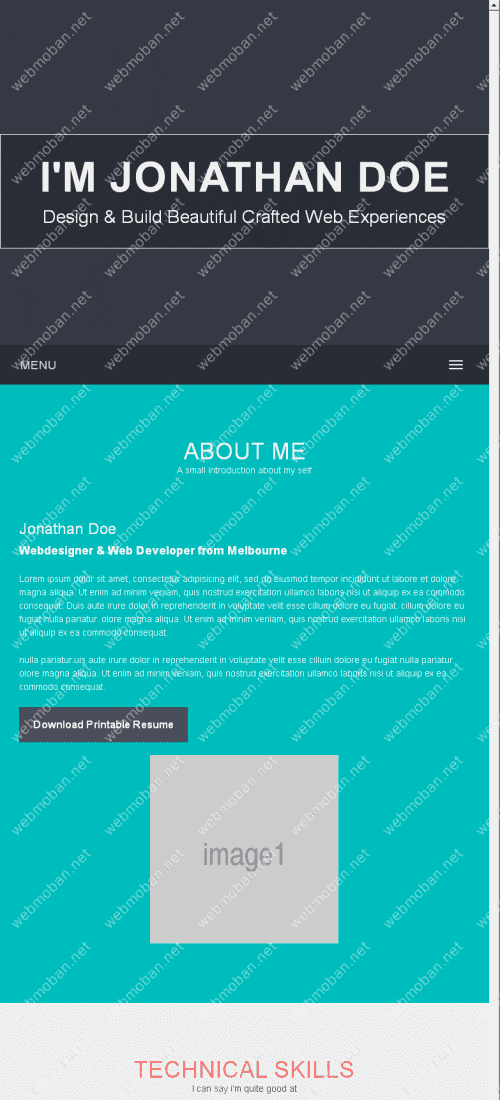 I'M JONATHAN DOE
Design & Build Beautiful Crafted Web Experiences
MENU
ABOUT ME
A small introduction about my self
Jonathan Doe
Webdesigner & Web Developer from Melbourne
Lorem ipsum dolor sit amet, consectetur adipisicing elit, sed do eiusmod tempor incididunt ut labore et dolore
magna aliqua. Ut enim ad minim veniam, quis nostrud exercitation ullamco laboris nisi ut aliquip ex ea commodo
consequat. Duis aute irure dolor in reprehenderit in voluptate velit esse cillum dolore eu fugiat. cillum dolore eu
fugiat nulla pariatur. olore magna aliqua. Ut enim ad minim veniam, quis nostrud exercitation ullamco laboris nisi
ut aliquip ex ea commodo consequat.
nulla pariatur.uis aute irure dolor in reprehenderit in voluptate velit esse cillum dolore eu fugiat nulla pariatur.
olore magna aliqua. Ut enim ad minim veniam, quis nostrud exercitation ullamco laboris nisi ut aliquip ex ea
commodo consequat.
Download Printable Resume
image1
TECHNICAL SKILLS
I can say i'm quite good at
webmoban.net